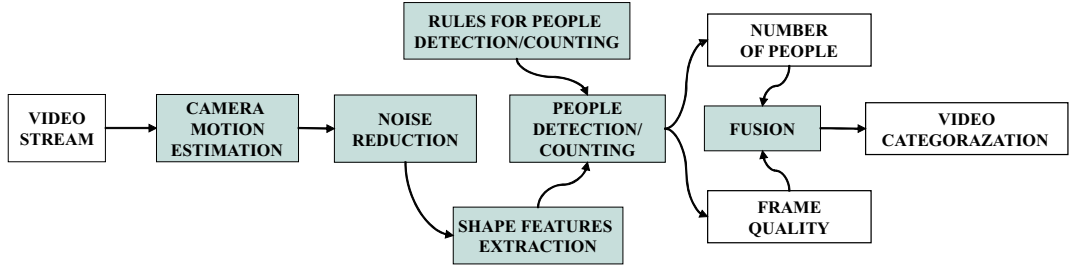 RULES FOR PEOPLE
DETECTION/COUNTING
NUMBER
OF PEOPLE
VIDEO
STREAM
CAMERA
MOTION
ESTIMATION
NOISE
REDUCTION
PEOPLE
DETECTION/
COUNTING
FUSION
VIDEO
CATEGORAZATION
SHAPE FEATURES
EXTRACTION
FRAME
QUALITY